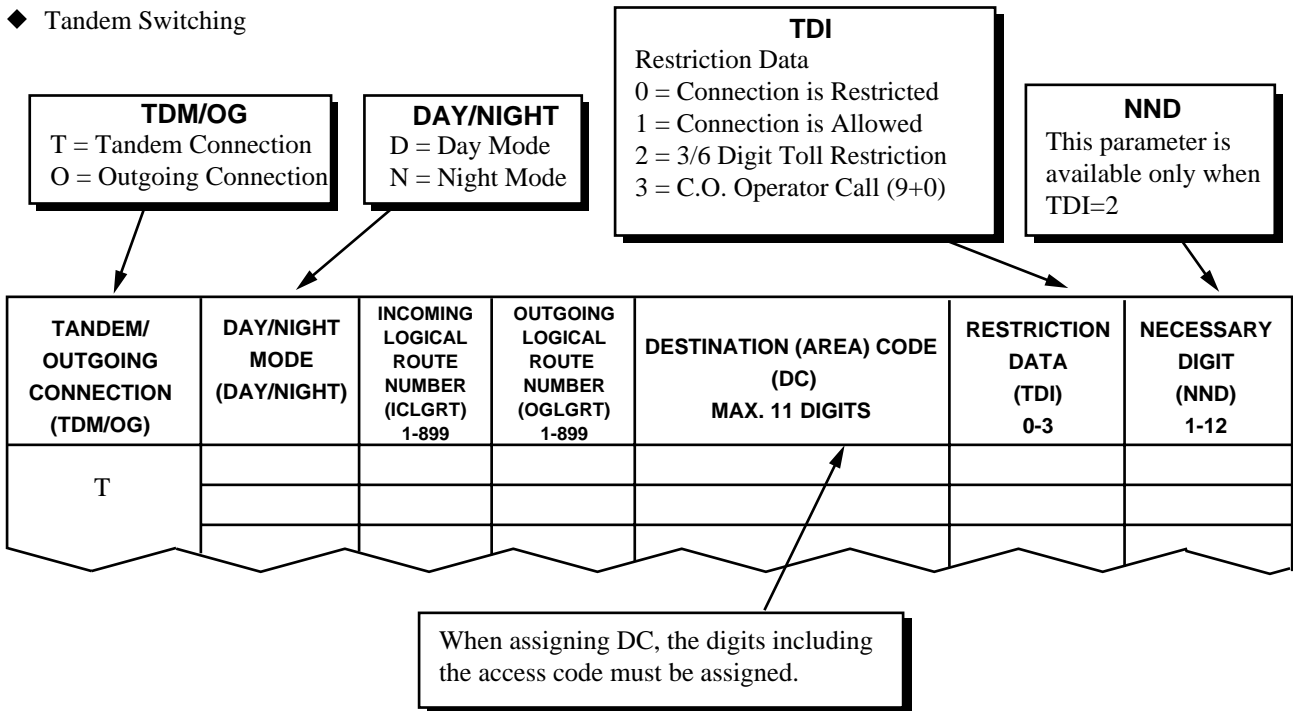 ◆ Tandem Switching
TDM/OG
T = Tandem Connection
O = Outgoing Connection
DAY/NIGHT
D = Day Mode
N = Night Mode
TDI
Restriction Data
0 = Connection is Restricted
1 = Connection is Allowed
2 = 3/6 Digit Toll Restriction
3 = C.O. Operator Call (9+0)
NND
This parameter is
available only when
TDI=2
TANDEM/
OUTGOING
CONNECTION
(TDM/OG)
DAY/NIGHT
MODE
(DAY/NIGHT)
INCOMING
LOGICAL
ROUTE
NUMBER
(ICLGRT)
1-899
OUTGOING
LOGICAL
ROUTE
NUMBER
(OGLGRT)
1-899
DESTINATION (AREA) CODE
(DC)
MAX. 11 DIGITS
RESTRICTION
DATA
(TDI)
0-3
NECESSARY
DIGIT
(NND)
1-12
T
When assigning DC, the digits including
the access code must be assigned.